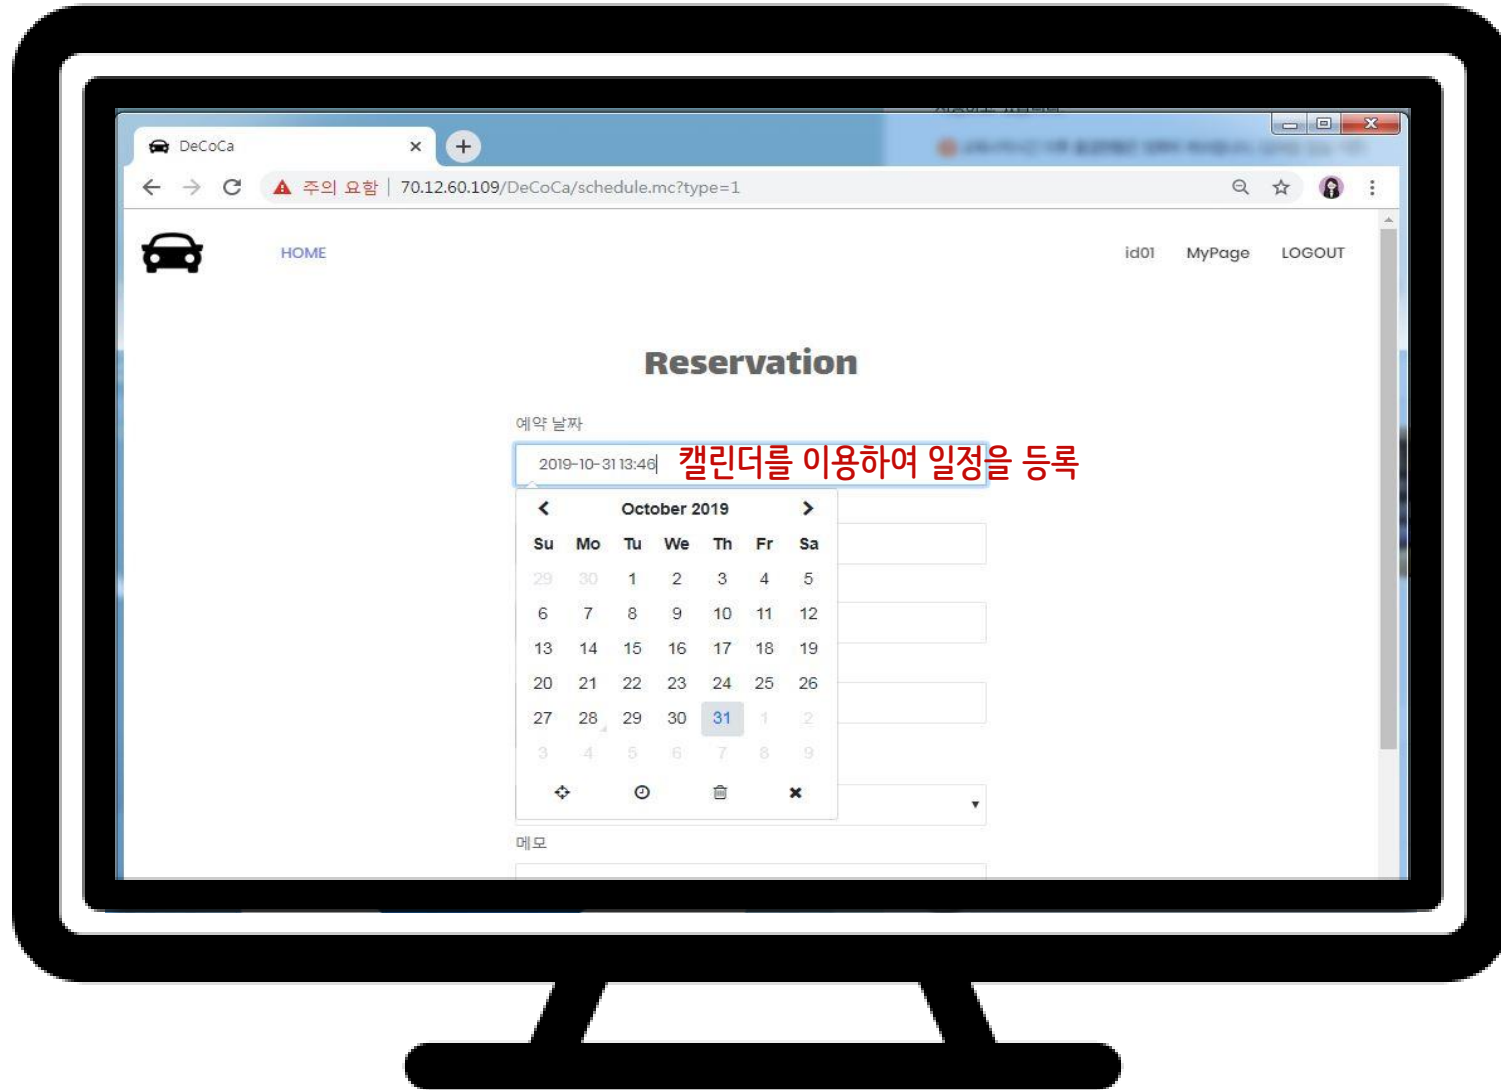 DeCoCa
주의 요함 | 70.12.60.109/DeCoCa/schedule.mc?type=1
HOME id01 MyPage LOGOUT
Reservation
예약 날짜
2019-10-31 13:46 캘린더를 이용하여 일정을 등록
October 2019
Su Mo Tu We Th Fr Sa
29 30 1 2 3 4 5
6 7 8 9 10 11 12
13 14 15 16 17 18 19
20 21 22 23 24 25 26
27 28 29 30 31 1 2
3 4 5 6 7 8 9
메모